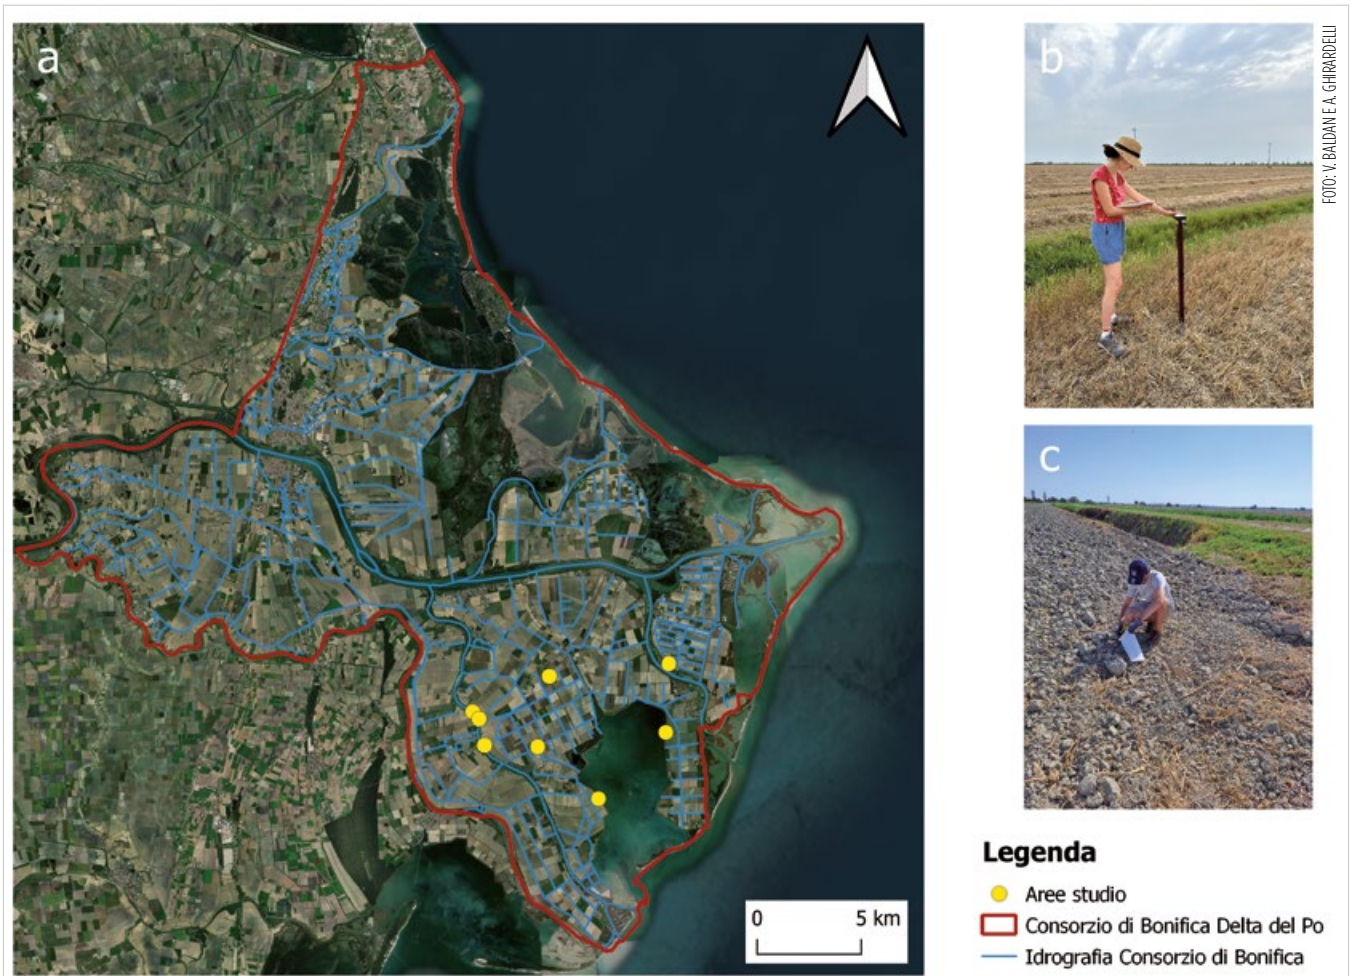 a
b
FOTO: V. BALDAN E A. GHIRARDELLI
c
Legenda
Aree studio
Consorzio di Bonifica Delta del Po
Idrografia Consorzio di Bonifica
0 5 km